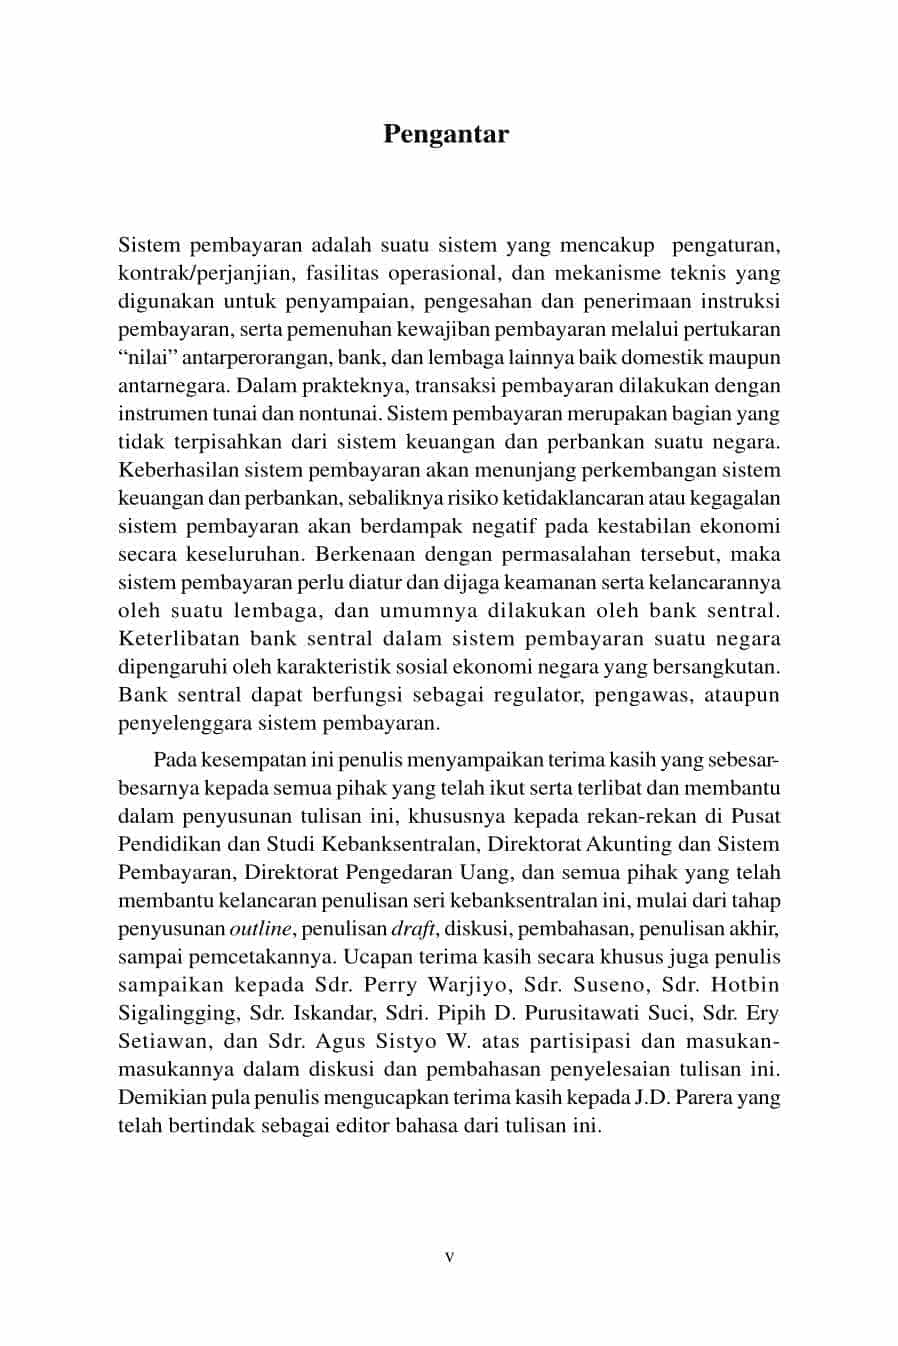 Pengantar
Sistem pembayaran adalah suatu sistem yang mencakup pengaturan,
kontrak/perjanjian, fasilitas operasional, dan mekanisme teknis yang
digunakan untuk penyampaian, pengesahan dan penerimaan instruksi
pembayaran, serta pemenuhan kewajiban pembayaran melalui pertukaran
“nilai” antarperorangan, bank, dan lembaga lainnya baik domestik maupun
antarnegara. Dalam prakteknya, transaksi pembayaran dilakukan dengan
instrumen tunai dan nontunai. Sistem pembayaran merupakan bagian yang
tidak terpisahkan dari sistem keuangan dan perbankan suatu negara.
Keberhasilan sistem pembayaran akan menunjang perkembangan sistem
keuangan dan perbankan, sebaliknya risiko ketidaklancaran atau kegagalan
sistem pembayaran akan berdampak negatif pada kestabilan ekonomi
secara keseluruhan. Berkenaan dengan permasalahan tersebut, maka
sistem pembayaran perlu diatur dan dijaga keamanan serta kelancarannya
oleh suatu lembaga, dan umumnya dilakukan oleh bank sentral.
Keterlibatan bank sentral dalam sistem pembayaran suatu negara
dipengaruhi oleh karakteristik sosial ekonomi negara yang bersangkutan.
Bank sentral dapat berfungsi sebagai regulator, pengawas, ataupun
penyelenggara sistem pembayaran.
Pada kesempatan ini penulis menyampaikan terima kasih yang sebesar-
besarnya kepada semua pihak yang telah ikut serta terlibat dan membantu
dalam penyusunan tulisan ini, khususnya kepada rekan-rekan di Pusat
Pendidikan dan Studi Kebanksentralan, Direktorat Akunting dan Sistem
Pembayaran, Direktorat Pengedaran Uang, dan semua pihak yang telah
membantu kelancaran penulisan seri kebanksentralan ini, mulai dari tahap
penyusunan outline, penulisan draft, diskusi, pembahasan, penulisan akhir,
sampai pemcetakannya. Ucapan terima kasih secara khusus juga penulis
sampaikan kepada Sdr. Perry Warjiyo, Sdr. Suseno, Sdr. Hotbin
Sigalingging, Sdr. Iskandar, Sdri. Pipih D. Purusitawati Suci, Sdr. Ery
Setiawan, dan Sdr. Agus Sistyo W. atas partisipasi dan masukan-
masukannya dalam diskusi dan pembahasan penyelesaian tulisan ini.
Demikian pula penulis mengucapkan terima kasih kepada J.D. Parera yang
telah bertindak sebagai editor bahasa dari tulisan ini.
v